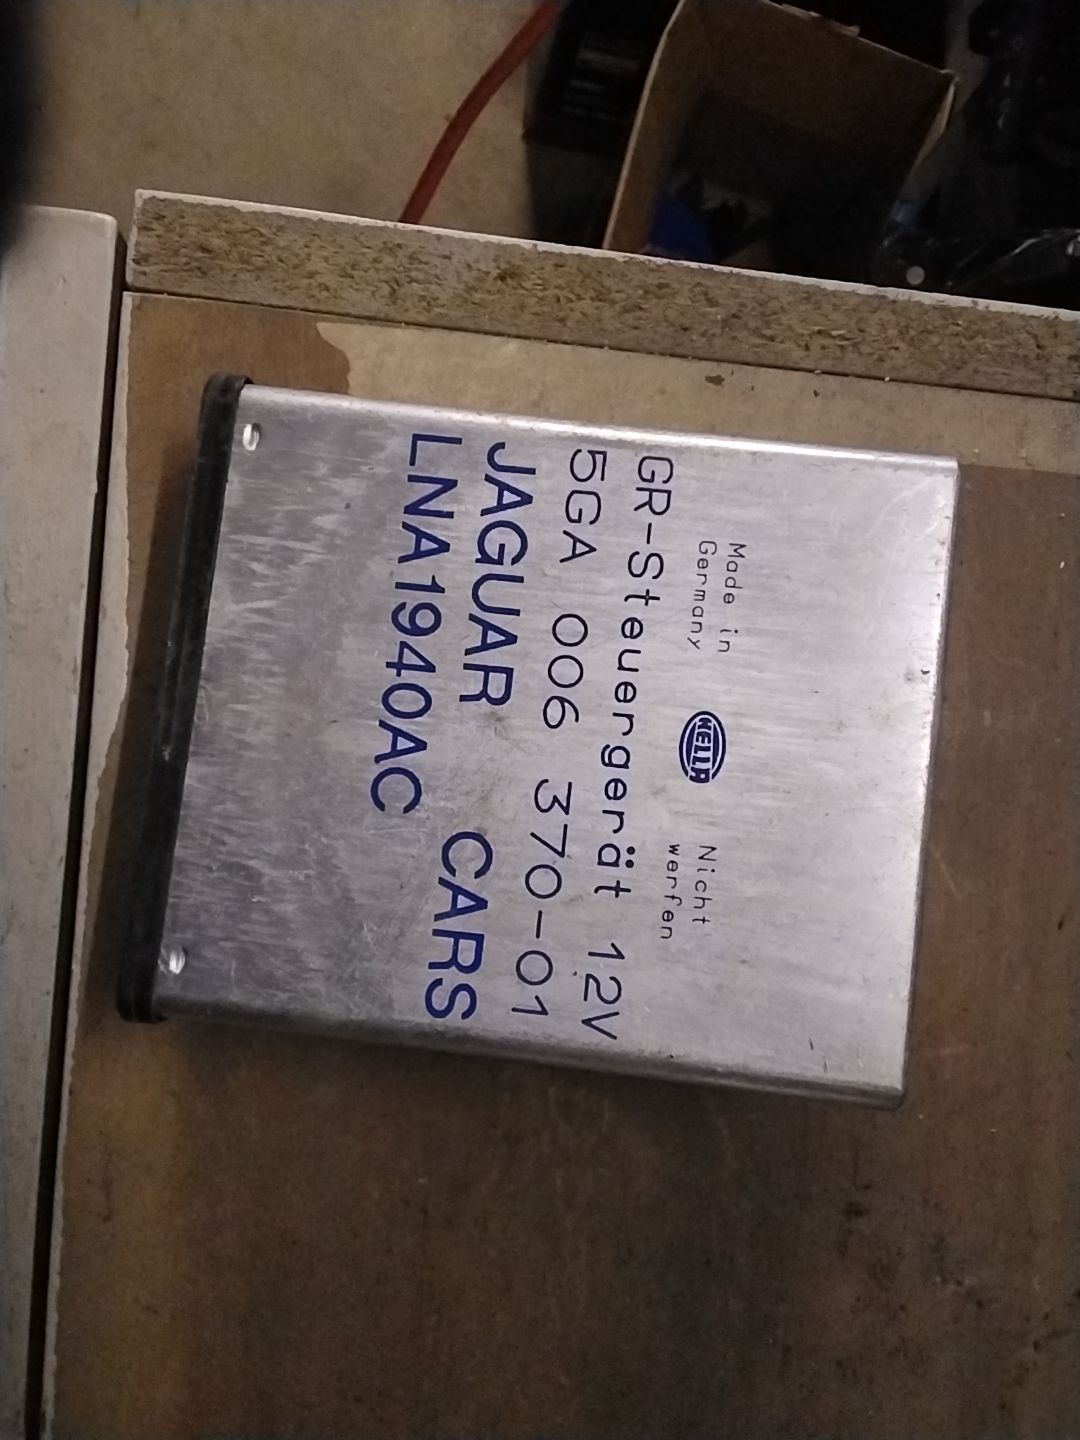 Made in
Germany
HELLA
Nicht
werfen
GR-Steuergerät 12V
5GA 006 370-01
JAGUAR CARS
LNA1940AC